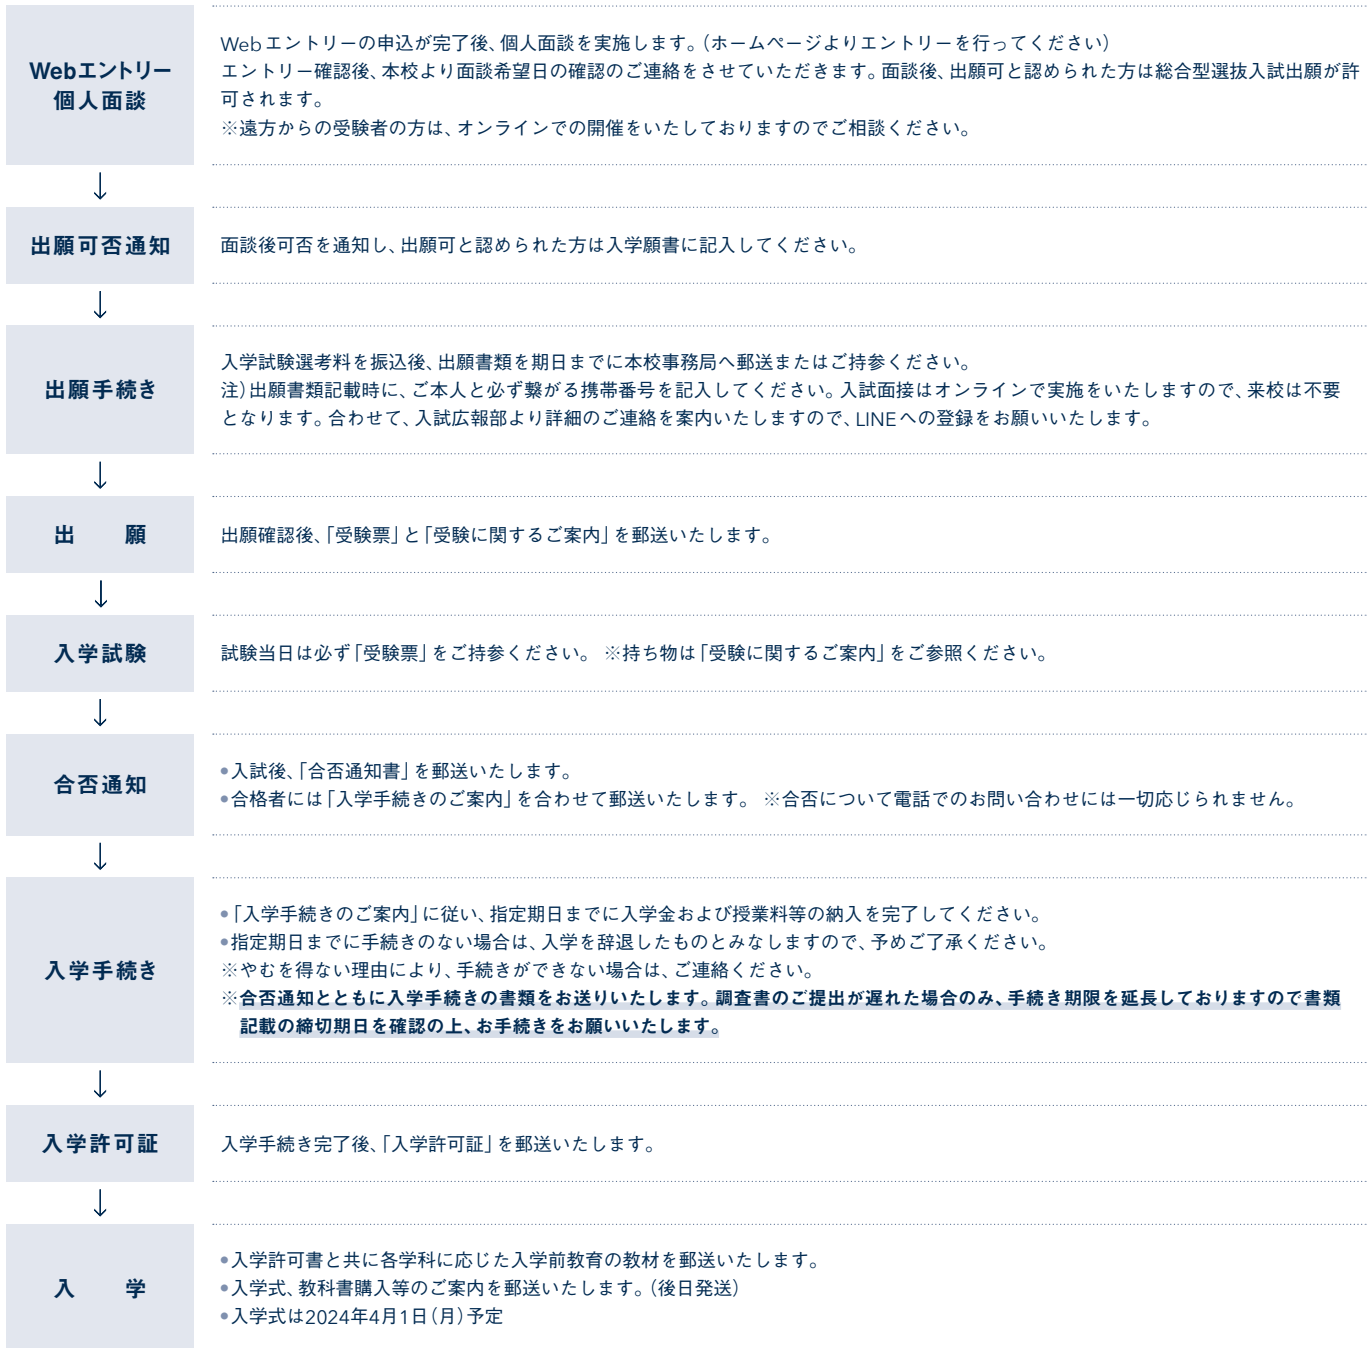 Webエントリー
個人面談
Webエントリーの申込が完了後、個人面談を実施します。(ホームページよりエントリーを行ってください)
エントリー確認後、本校より面談希望日の確認のご連絡をさせていただきます。面談後、出願可と認められた方は総合型選抜入試出願が許
可されます。
※遠方からの受験者の方は、オンラインでの開催をいたしておりますのでご相談ください。
↓
出願可否通知
面談後可否を通知し、出願可と認められた方は入学願書に記入してください。
↓
出願手続き
入学試験選考料を振込後、出願書類を期日までに本校事務局へ郵送またはご持参ください。
注)出願書類記載時に、ご本人と必ず繋がる携帯番号を記入してください。入試面接はオンラインで実施をいたしますので、来校は不要
となります。合わせて、入試広報部より詳細のご連絡を案内いたしますので、LINEへの登録をお願いいたします。
↓
出　願
出願確認後、「受験票」と「受験に関するご案内」を郵送いたします。
↓
入学試験
試験当日は必ず「受験票」をご持参ください。 ※持ち物は「受験に関するご案内」をご参照ください。
↓
合否通知
●入試後、「合否通知書」を郵送いたします。
●合格者には「入学手続きのご案内」を合わせて郵送いたします。 ※合否について電話でのお問い合わせには一切応じられません。
↓
入学手続き
●「入学手続きのご案内」に従い、指定期日までに入学金および授業料等の納入を完了してください。
●指定期日までに手続きのない場合は、入学を辞退したものとみなしますので、予めご了承ください。
※やむを得ない理由により、手続きができない場合は、ご連絡ください。
※合否通知とともに入学手続きの書類をお送りいたします。調査書のご提出が遅れた場合のみ、手続き期限を延長しておりますので書類
記載の締切期日を確認の上、お手続きをお願いいたします。
↓
入学許可証
入学手続き完了後、「入学許可証」を郵送いたします。
↓
入　学
●入学許可書と共に各学科に応じた入学前教育の教材を郵送いたします。
●入学式、教科書購入等のご案内を郵送いたします。(後日発送)
●入学式は2024年4月1日(月)予定